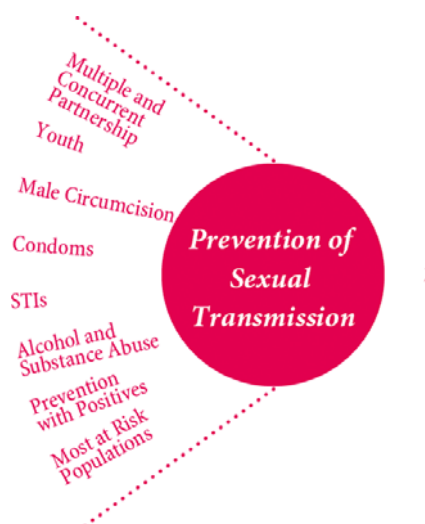 Multiple and
Concurrent
Partnership
Youth
Male Circumcision
Condoms
STIs
Alcohol and
Substance Abuse
Prevention
with Positives
Most at Risk
Populations
Prevention of
Sexual
Transmission